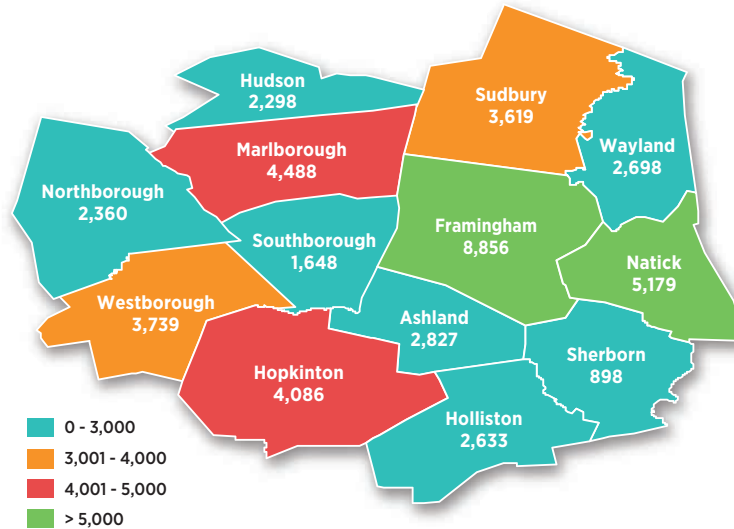 Hudson
2,298
Sudbury
3,619
Marlborough
4,488
Wayland
2,698
Northborough
2,360
Framingham
8,856
Southborough
1,648
Natick
5,179
Westborough
3,739
Ashland
2,827
Sherborn
898
Hopkinton
4,086
Holliston
2,633
0 - 3,000
3,001 - 4,000
4,001 - 5,000
> 5,000